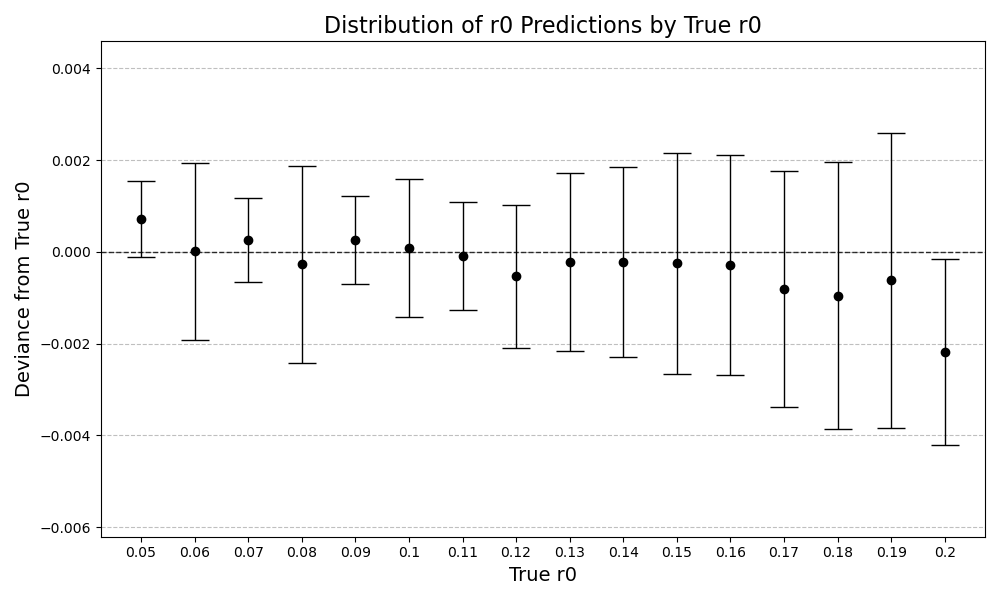 Distribution of r0 Predictions by True r0
Deviance from True r0
0.004
0.002
0.000
−0.002
−0.004
−0.006
0.05 0.06 0.07 0.08 0.09 0.1 0.11 0.12 0.13 0.14 0.15 0.16 0.17 0.18 0.19 0.2
True r0